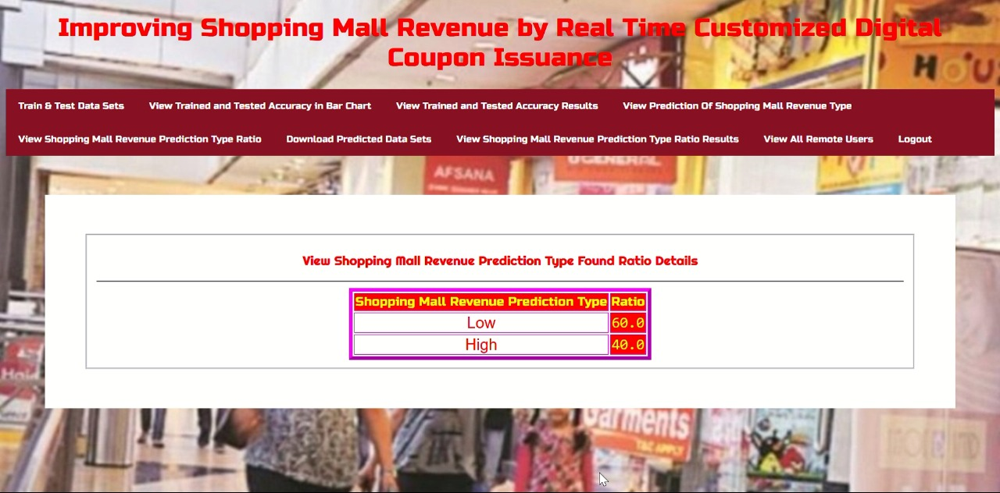 Improving Shopping Mall Revenue by Real Time Customized Digital
Coupon Issuance
HOU
Train & Test Data Sets View Trained and Tested Accuracy in Bar Chart View Trained and Tested Accuracy Results View Prediction Of Shopping Mall Revenue Type
View Shopping Mall Revenue Prediction Type Ratio Download Predicted Data Sets View Shopping Mall Revenue Prediction Type Ratio Results View All Remote Users Logout
AFSANA
GENERAL
View Shopping Mall Revenue Prediction Type Found Ratio Details
Shopping Mall Revenue Prediction Type Ratio
Low 60.0
High 40.0
Garments
T&C APPLY